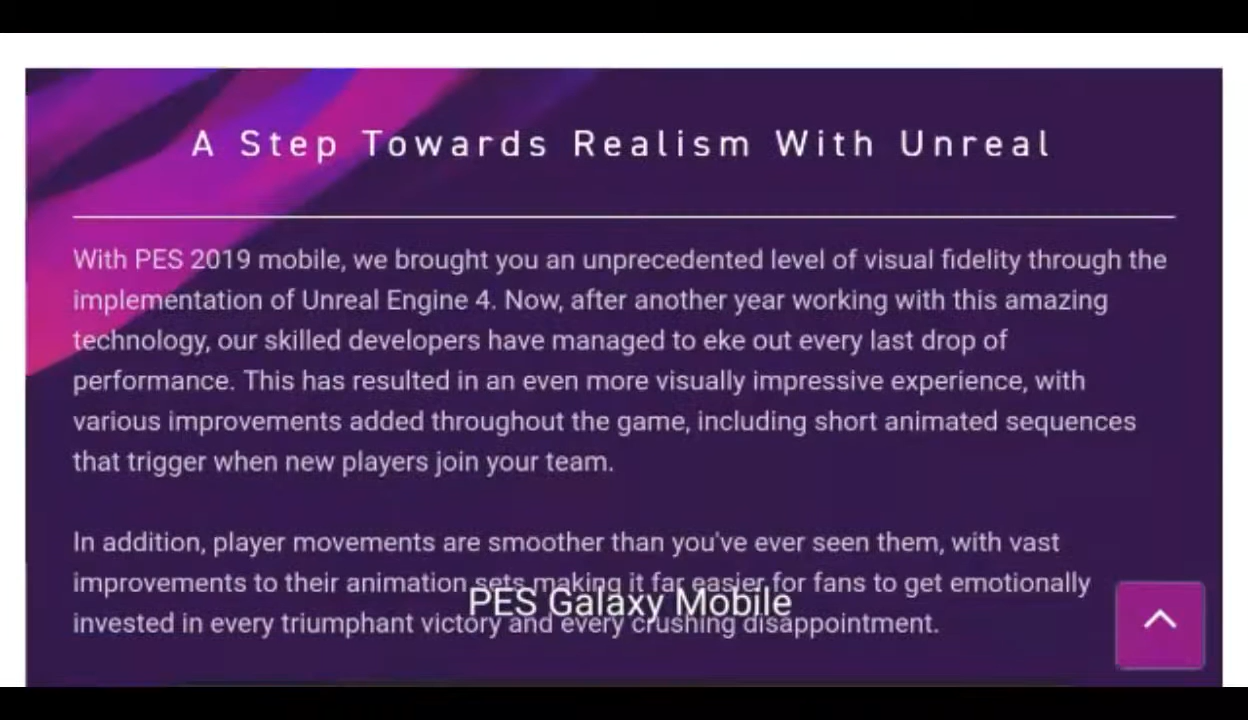 A Step Towards Realism With Unreal
With PES 2019 mobile, we brought you an unprecedented level of visual fidelity through the
implementation of Unreal Engine 4. Now, after another year working with this amazing
technology, our skilled developers have managed to eke out every last drop of
performance. This has resulted in an even more visually impressive experience, with
various improvements added throughout the game, including short animated sequences
that trigger when new players join your team.
In addition, player movements are smoother than you've ever seen them, with vast
improvements to their animation sets making it far easier for fans to get emotionally
PES Galaxy Mobile
invested in every triumphant victory and every crushing disappointment.